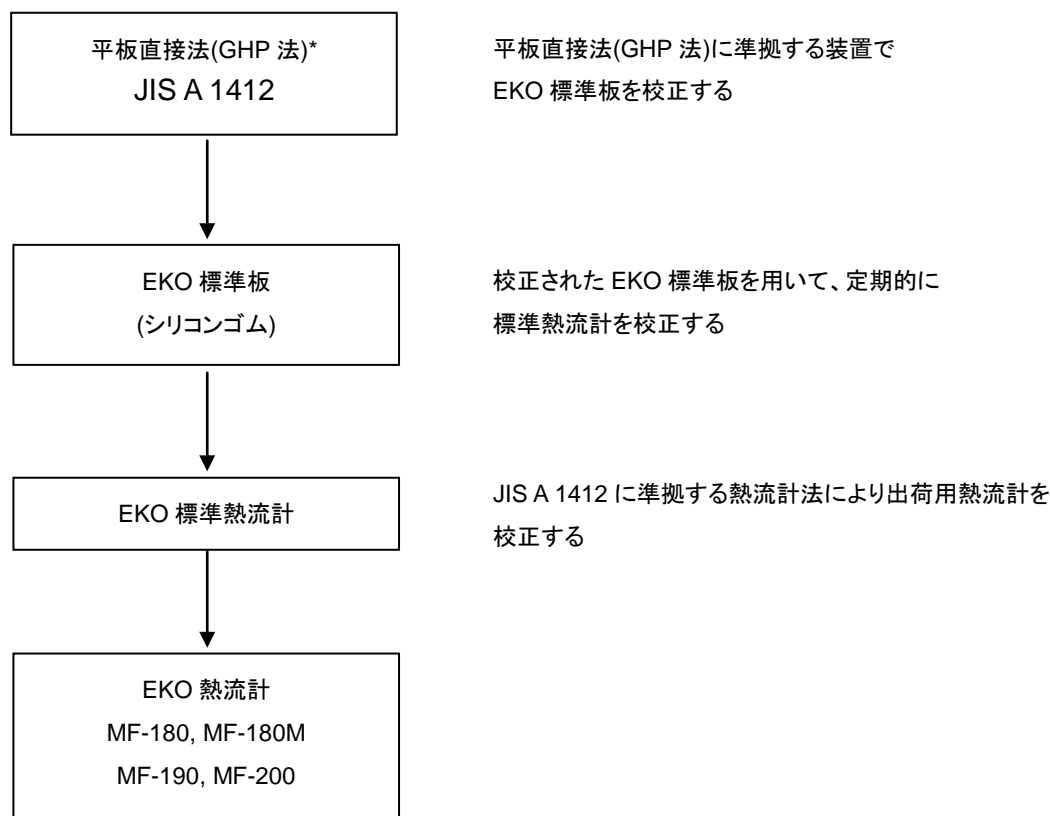 平板直接法(GHP 法)*
JIS A 1412
平板直接法(GHP 法)に準拠する装置で
EKO 標準板を校正する
EKO 標準板
(シリコンゴム)
校正された EKO 標準板を用いて、定期的に
標準熱流計を校正する
EKO 標準熱流計
JIS A 1412 に準拠する熱流計法により出荷用熱流計を
校正する
EKO 熱流計
MF-180, MF-180M
MF-190, MF-200